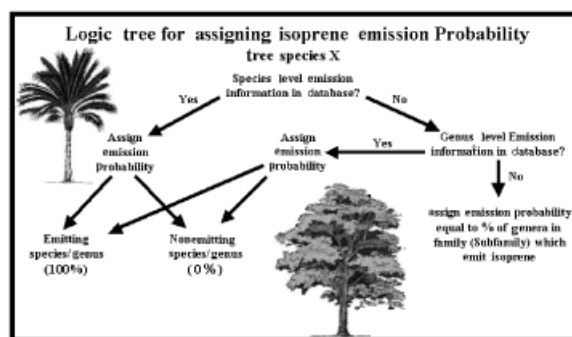 Logic tree for assigning isoprene emission Probability
tree species X
Species level emission
information in database?
Yes
No
Assign
emission
probability
Assign
emission
probability
Yes
Genus level Emission
information in database?
No
Emitting
species/genus
(100%)
Nonemitting
species/genus
(0%)
assign emission probability
equal to % of genera in
family (Subfamily) which
emit isoprene